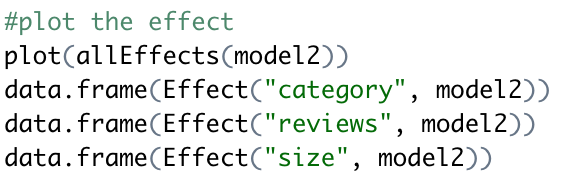 #plot the effect
plot(allEffects(model2))
data.frame(Effect("category", model2))
data.frame(Effect("reviews", model2))
data.frame(Effect("size", model2))